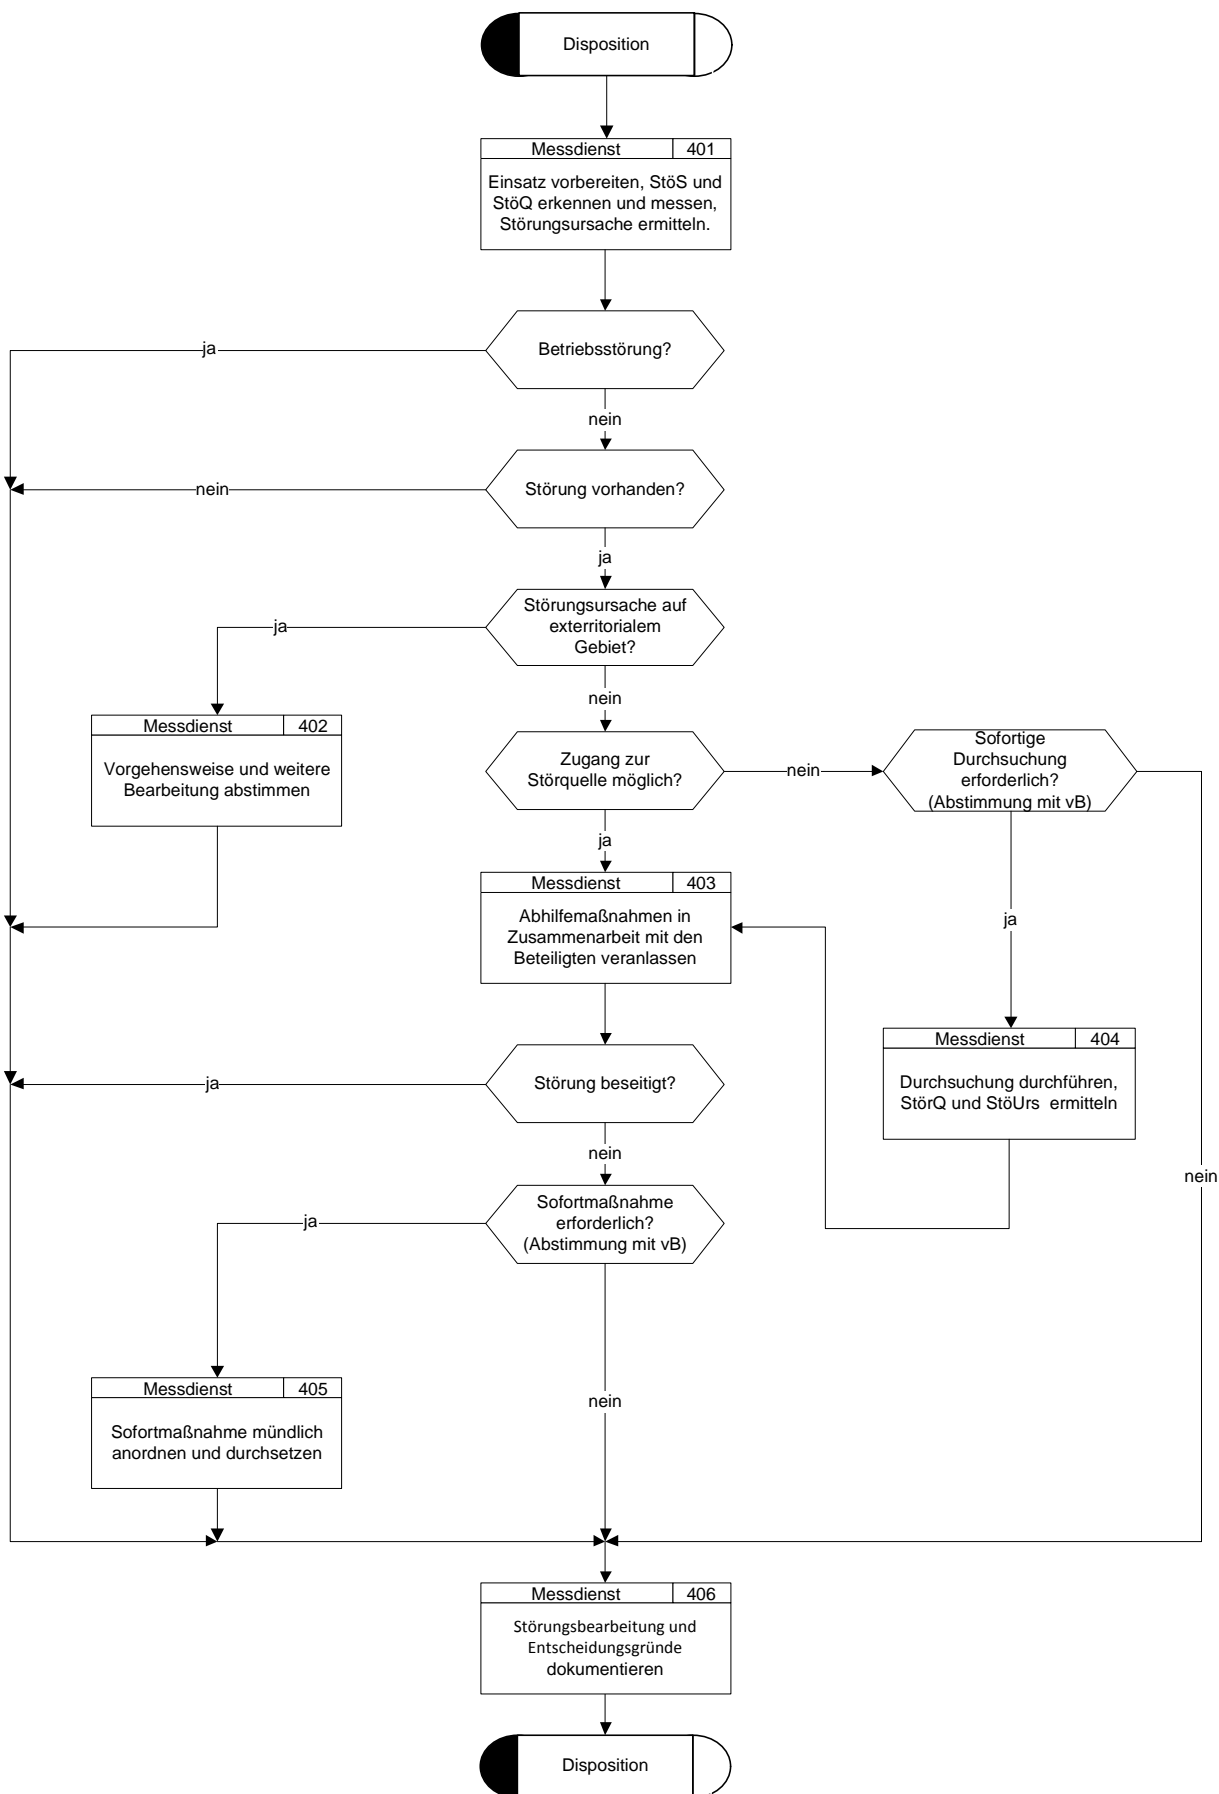 Disposition
Messdienst 401
Einsatz vorbereiten, StöS und
StöQ erkennen und messen,
Störungsursache ermitteln.
Betriebsstörung?
ja
nein
Störung vorhanden?
nein
ja
Störungsursache auf
exterritorialem
Gebiet?
ja
nein
Messdienst 402
Vorgehensweise und weitere
Bearbeitung abstimmen
Zugang zur
Störquelle möglich?
nein
Sofortige
Durchsuchung
erforderlich?
(Abstimmung mit vB)
ja
Messdienst 403
Abhilfemaßnahmen in
Zusammenarbeit mit den
Beteiligten veranlassen
ja
Messdienst 404
Durchsuchung durchführen,
StörQ und StöUrs ermitteln
Störung beseitigt?
ja
nein
nein
Sofortmaßnahme
erforderlich?
(Abstimmung mit vB)
ja
nein
Messdienst 405
Sofortmaßnahme mündlich
anordnen und durchsetzen
Messdienst 406
Störungsbearbeitung und
Entscheidungsgründe
dokumentieren
Disposition